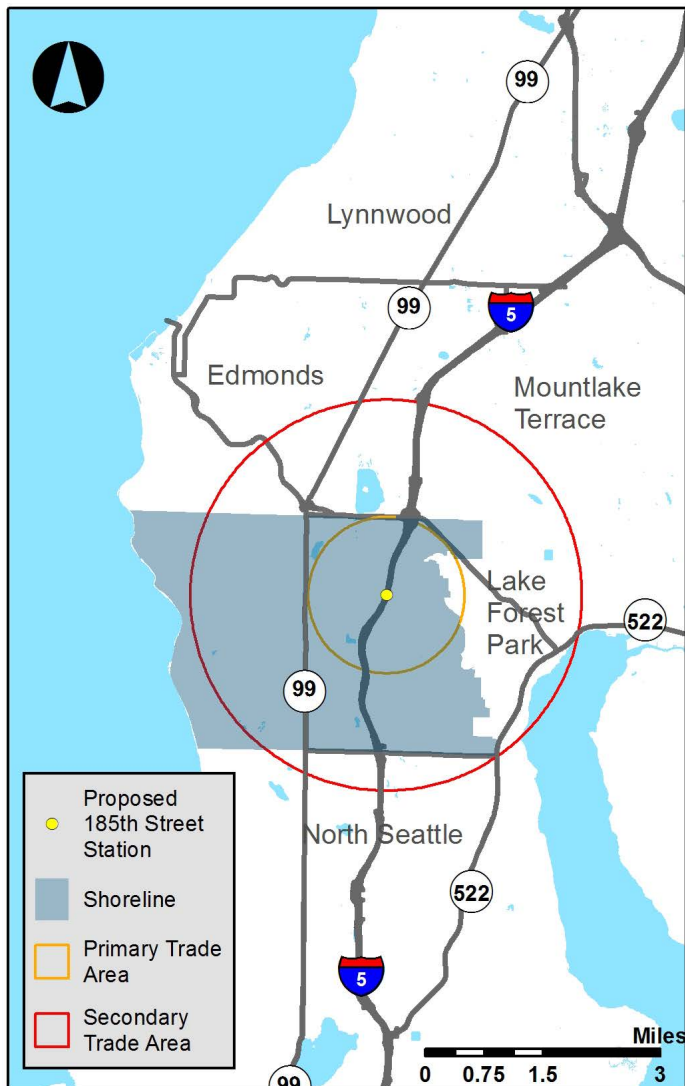 99
Lynnwood
99
5
Edmonds
Mountlake
Terrace
Lake
Forest
Park
522
99
North Seattle
522
5
99
Proposed
185th Street
Station
Shoreline
Primary Trade
Area
Secondary
Trade Area
Miles
0 0.75 1.5 3